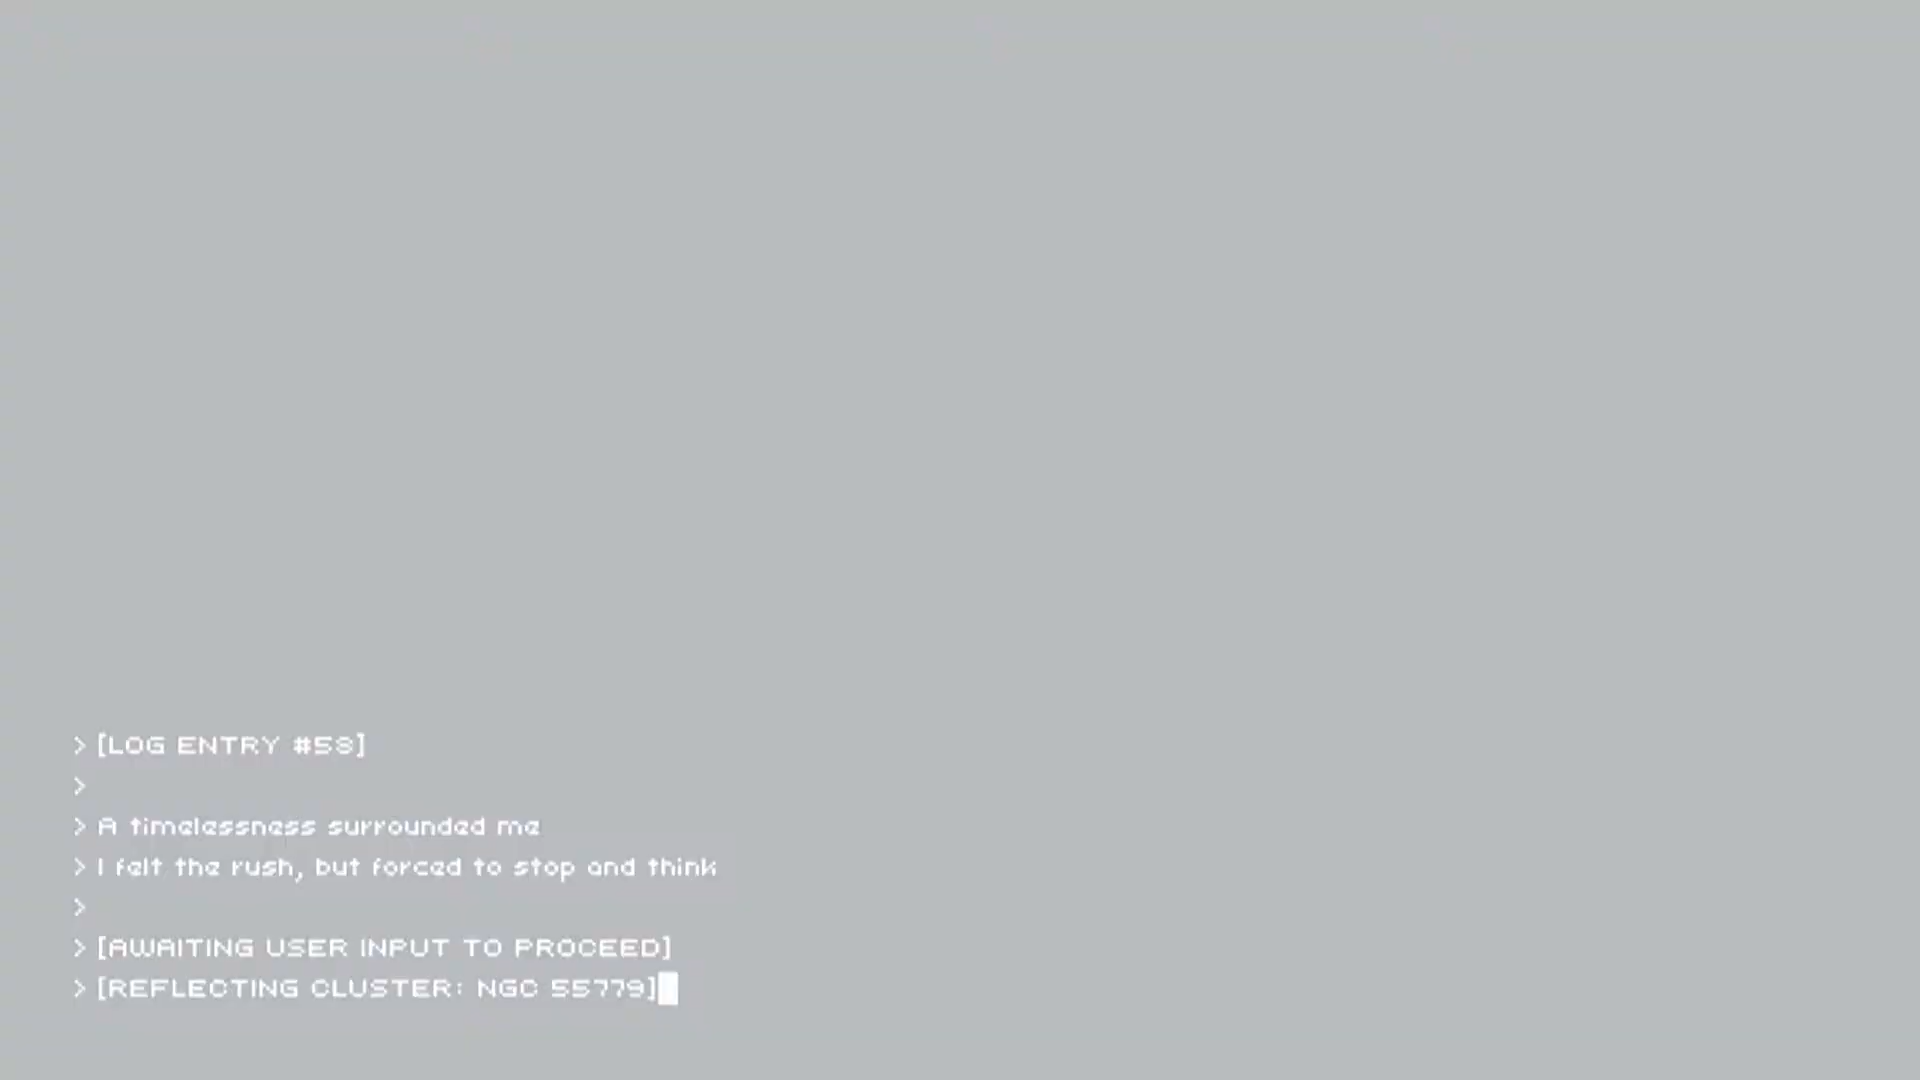 > [LOG ENTRY #58]
>
> A timelessness surrounded me
> I felt the rush, but forced to stop and think
>
> [AWAITING USER INPUT TO PROCEED]
> [REFLECTING CLUSTER: NGC 55779]